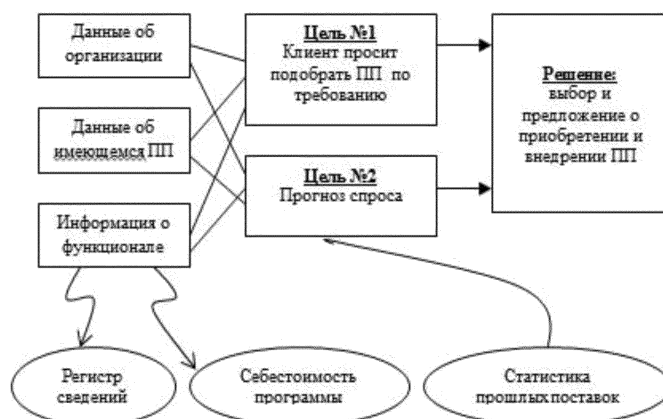 Данные об
организации
Данные об
имеющемся ПП
Информация о
функционале
Цель №1
Клиент просит
подобрать ПП по
требованию
Цель №2
Прогноз спроса
Решение:
выбор и
предложение о
приобретении и
внедрении ПП
Регистр
сведений
Себестоимость
программы
Статистика
прошлых поставок